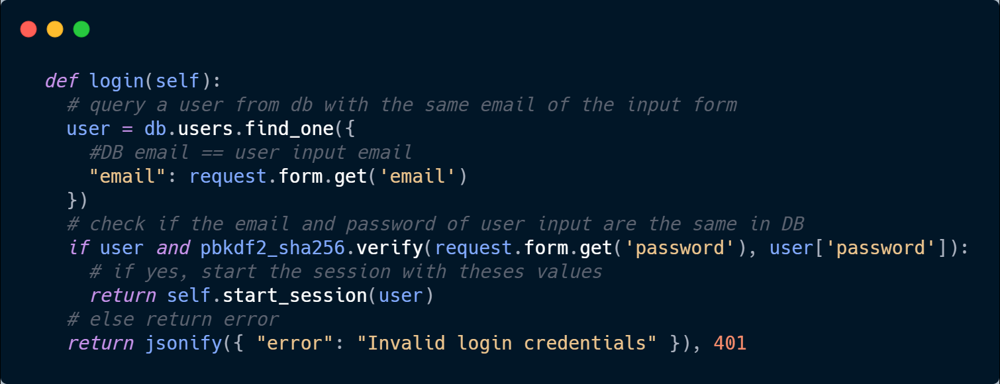 def login(self):
  # query a user from db with the same email of the input form
  user = db.users.find_one({
    #DB email == user input email
    "email": request.form.get('email')
  })
  # check if the email and password of user input are the same in DB
  if user and pbkdf2_sha256.verify(request.form.get('password'), user['password']):
    # if yes, start the session with theses values
    return self.start_session(user)
  # else return error
  return jsonify({ "error": "Invalid login credentials" }), 401